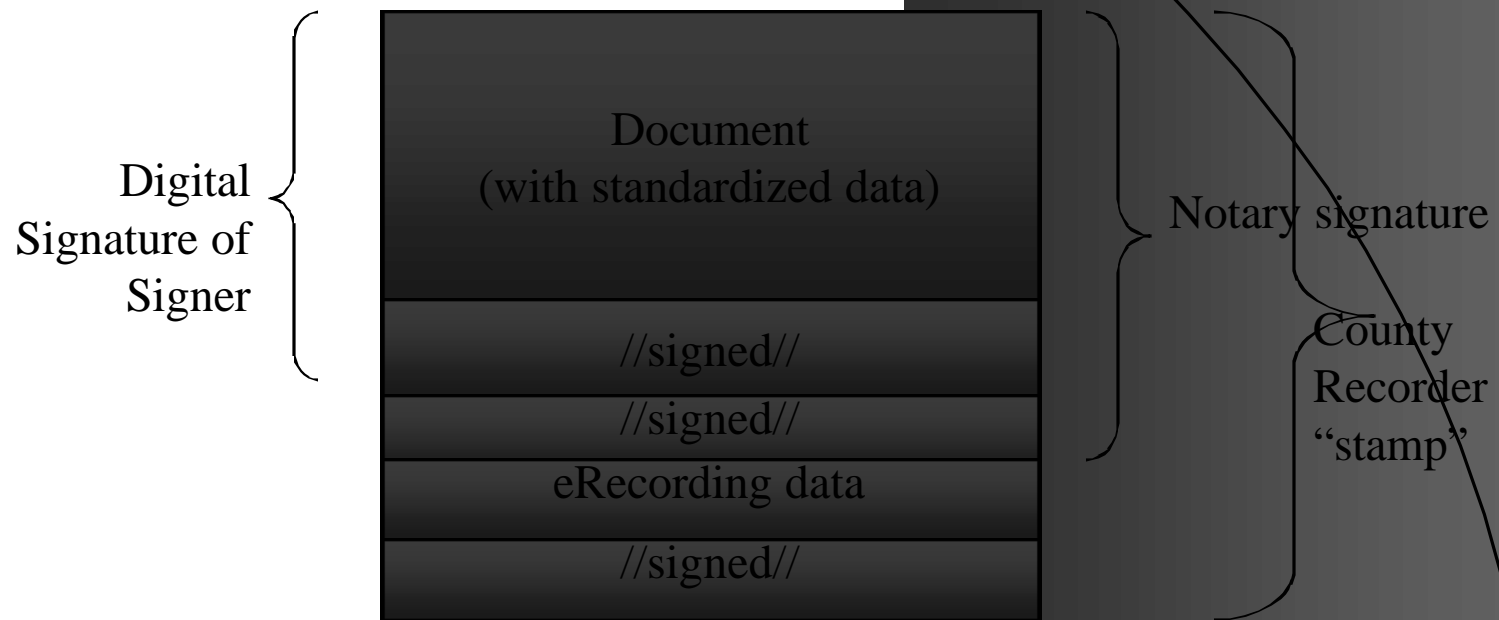 Digital
Signature of
Signer
Document
(with standardized data)
//signed//
//signed//
eRecording data
//signed//
Notary signature
County
Recorder
“stamp”